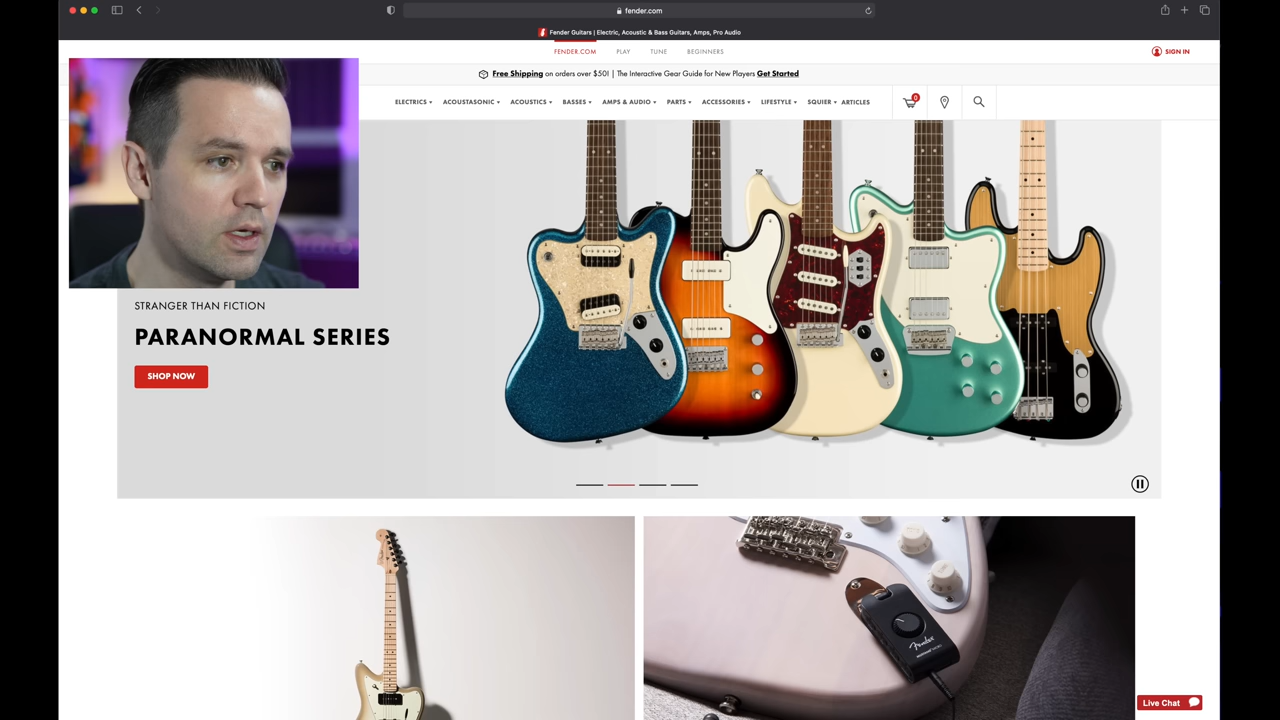 fender.com
Fender Guitars | Electric, Acoustic & Bass Guitars, Amps, Pro Audio
FENDER.COM PLAY TUNE BEGINNERS SIGN IN
Free Shipping on orders over $50! | The Interactive Gear Guide for New Players Get Started
ELECTRICS ACOUSTASONIC ACOUSTICS BASSES AMPS & AUDIO PARTS ACCESSORIES LIFESTYLE SQUIER ARTICLES 0
STRANGER THAN FICTION
PARANORMAL SERIES
SHOP NOW
Fender
Live Chat